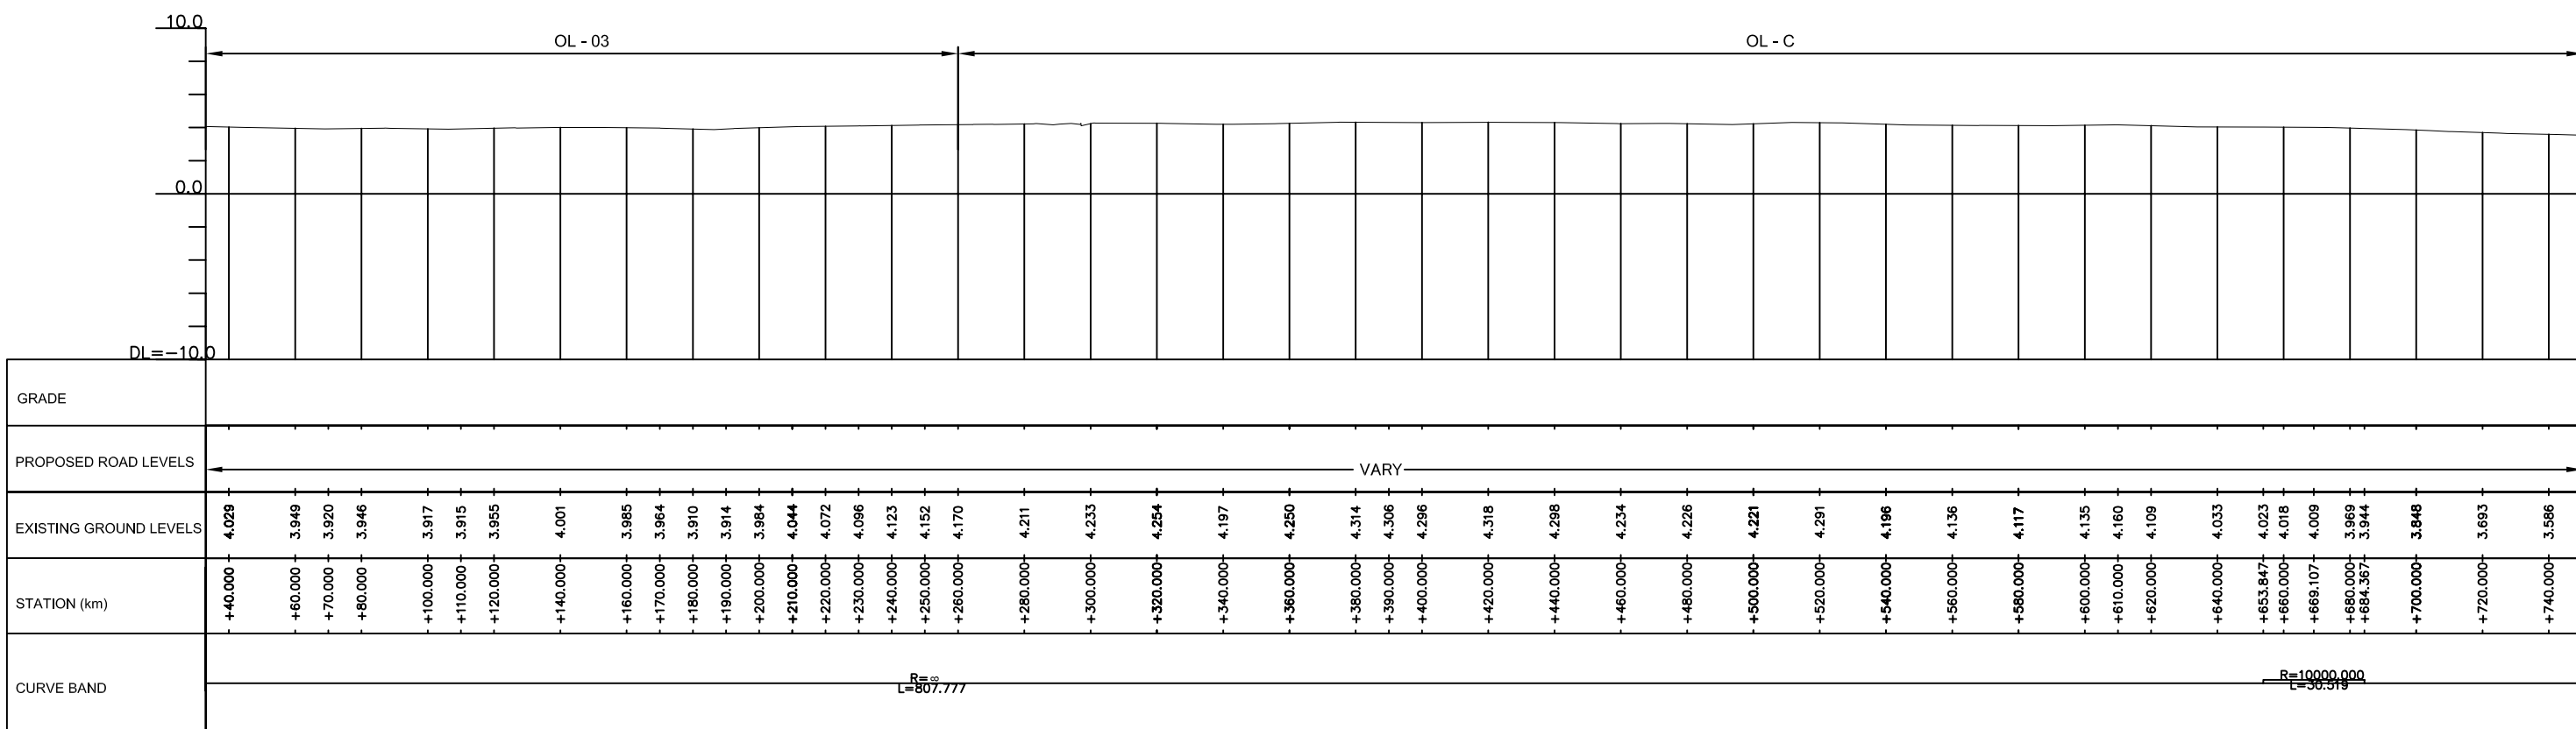 10.0
OL - 03
OL - C
0.0
DL=-10.0
GRADE
PROPOSED ROAD LEVELS
VARY
EXISTING GROUND LEVELS
4.029 3.949 3.920 3.946 3.917 3.915 3.955 4.001 3.985 3.964 3.910 3.914 3.984 4.044 4.072 4.096 4.123 4.152 4.170 4.211 4.233 4.254 4.197 4.250 4.314 4.306 4.296 4.318 4.298 4.234 4.226 4.221 4.291 4.196 4.136 4.117 4.135 4.160 4.109 4.033 4.023 4.018 4.009 3.969 3.944 3.848 3.693 3.586
STATION (km)
+40.000 +60.000 +70.000 +80.000 +100.000 +110.000 +120.000 +140.000 +160.000 +170.000 +180.000 +190.000 +200.000 +210.000 +220.000 +230.000 +240.000 +250.000 +260.000 +280.000 +300.000 +320.000 +340.000 +360.000 +380.000 +390.000 +400.000 +420.000 +440.000 +460.000 +480.000 +500.000 +520.000 +540.000 +560.000 +580.000 +600.000 +610.000 +620.000 +640.000 +653.847 +660.000 +669.107 +680.000 +684.367 +700.000 +720.000 +740.000
CURVE BAND
R=∞
L=807.777
R=10000.000
L=30.519